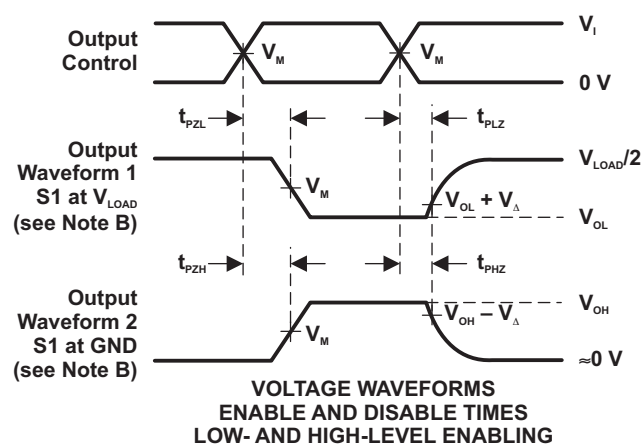 Output
Control
V_M
V_M
V_I
0 V
t_PZL
t_PLZ
Output
Waveform 1
S1 at V_LOAD
(see Note B)
V_M
V_OL + V_Δ
V_LOAD/2
V_OL
t_PZH
t_PHZ
Output
Waveform 2
S1 at GND
(see Note B)
V_M
V_OH – V_Δ
V_OH
≈0 V
VOLTAGE WAVEFORMS
ENABLE AND DISABLE TIMES
LOW- AND HIGH-LEVEL ENABLING